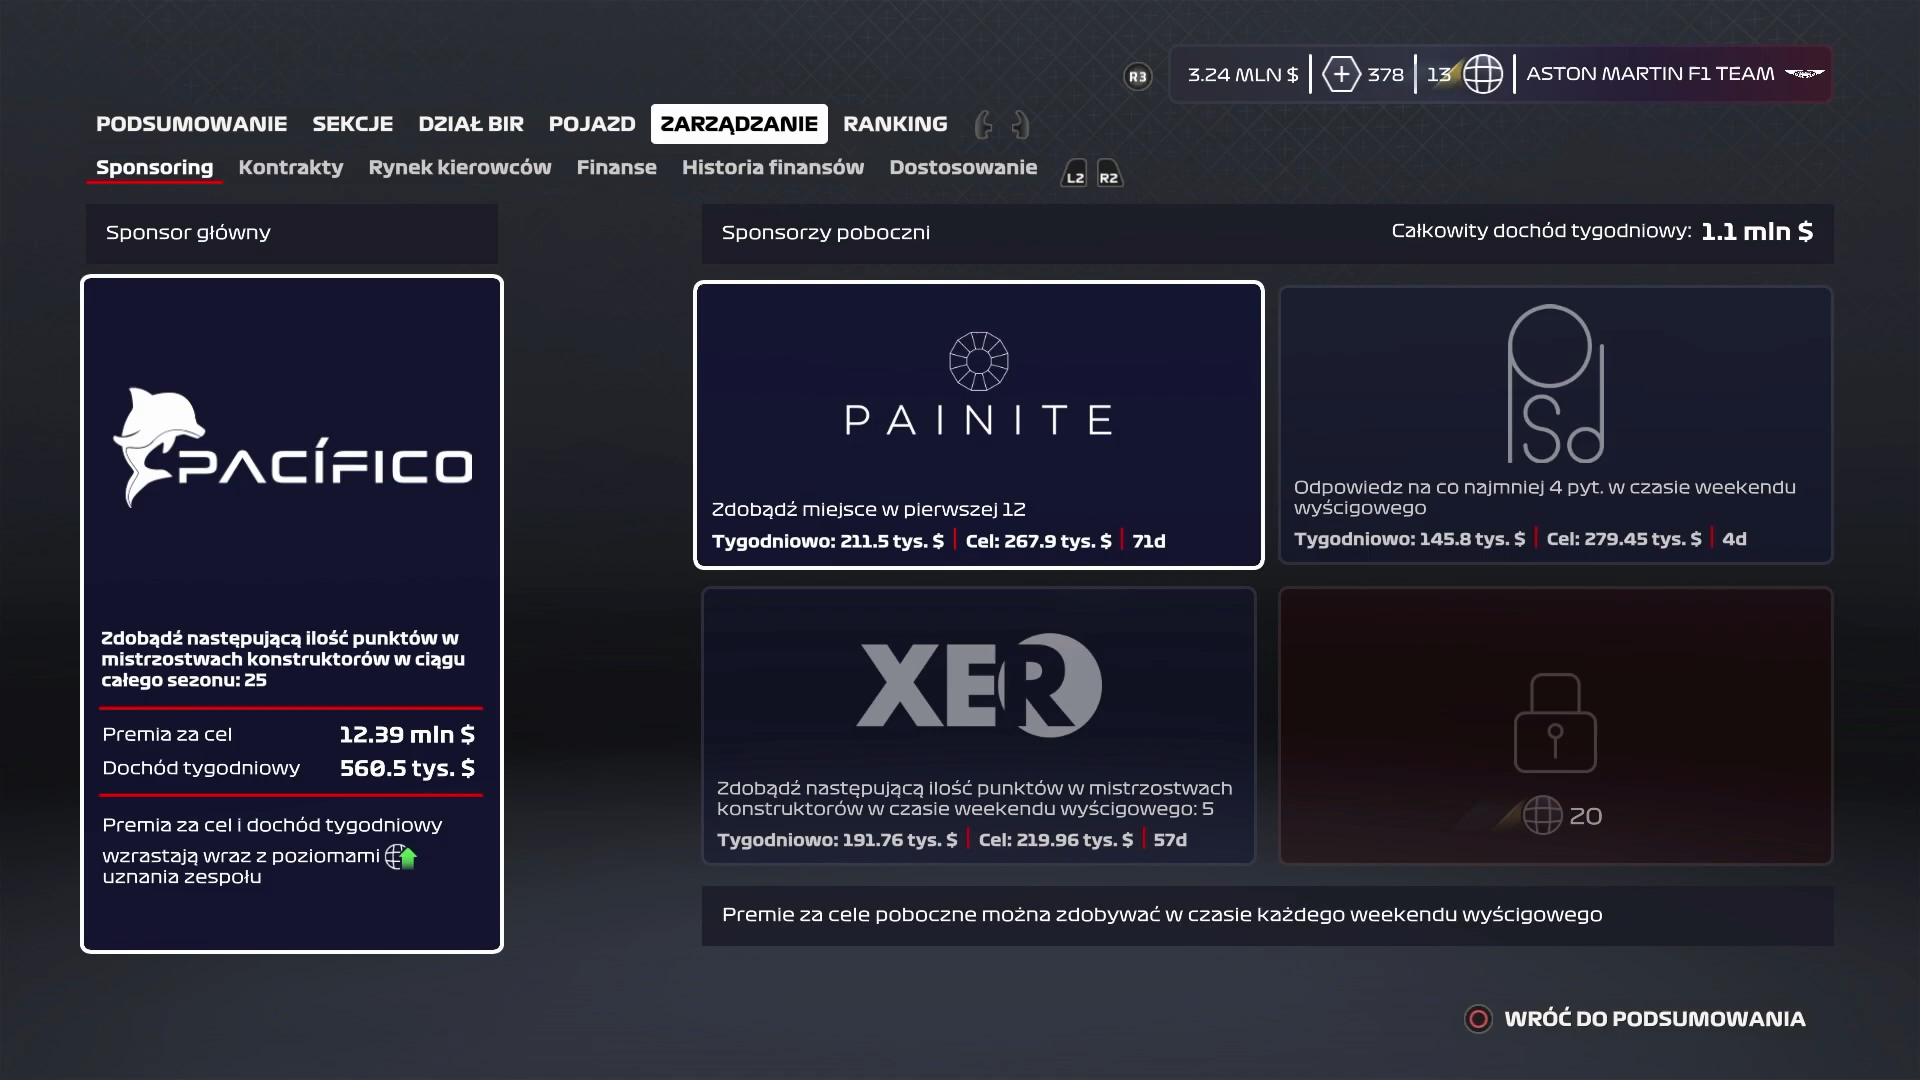 R3
3.24 MLN $ 378 13 ASTON MARTIN F1 TEAM
PODSUMOWANIE SEKCJE DZIAŁ BIR POJAZD ZARZĄDZANIE RANKING
Sponsoring Kontrakty Rynek kierowców Finanse Historia finansów Dostosowanie L2 R2
Sponsor główny
Sponsorzy poboczni
Całkowity dochód tygodniowy: 1.1 mln $
PACÍFICO
Zdobądź następującą ilość punktów w
mistrzostwach konstruktorów w ciągu
całego sezonu: 25
Premia za cel 12.39 mln $
Dochód tygodniowy 560.5 tys. $
Premia za cel i dochód tygodniowy
wzrastają wraz z poziomami
uznania zespołu
PAINITE
Zdobądź miejsce w pierwszej 12
Tygodniowo: 211.5 tys. $ Cel: 267.9 tys. $ 71d
Odpowiedz na co najmniej 4 pyt. w czasie weekendu
wyścigowego
Tygodniowo: 145.8 tys. $ Cel: 279.45 tys. $ 4d
XER
Zdobądź następującą ilość punktów w mistrzostwach
konstruktorów w czasie weekendu wyścigowego: 5
Tygodniowo: 191.76 tys. $ Cel: 219.96 tys. $ 57d
20
Premie za cele poboczne można zdobywać w czasie każdego weekendu wyścigowego
WRÓĆ DO PODSUMOWANIA